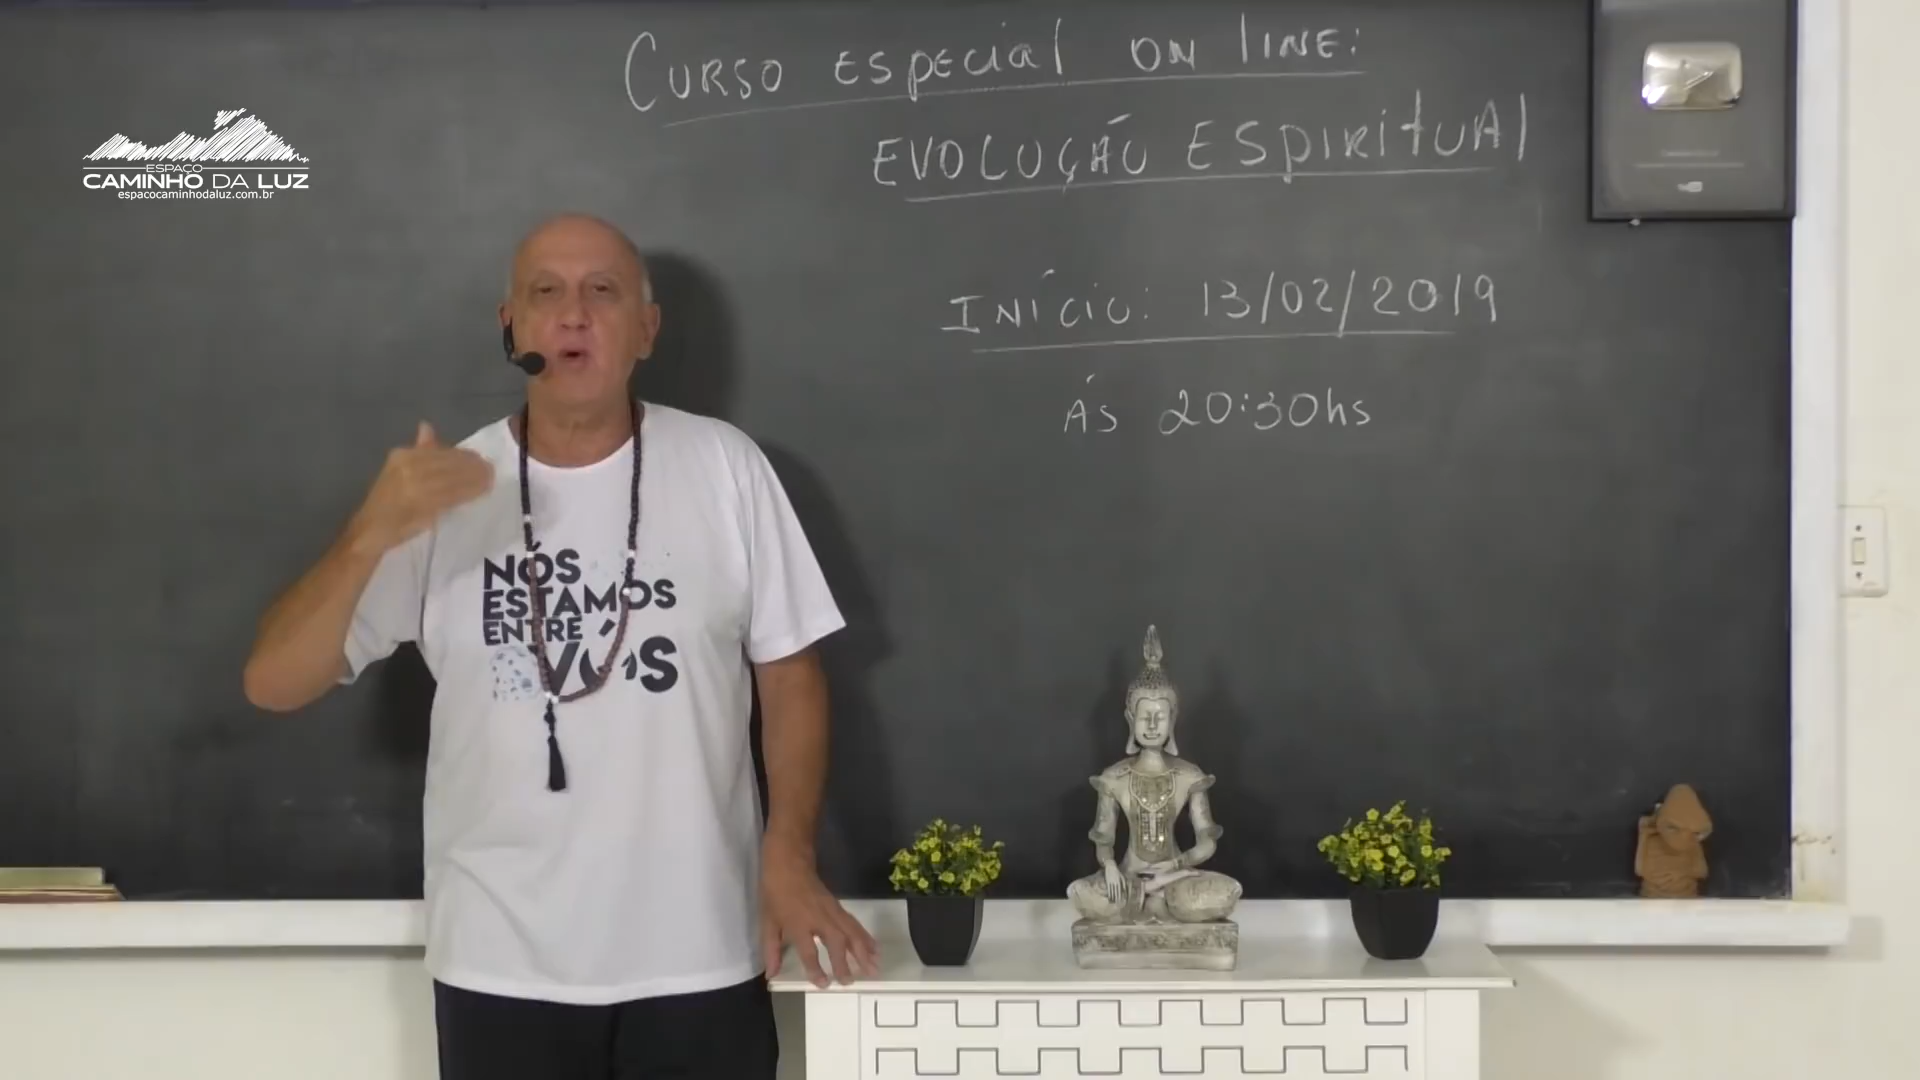 CURSO ESPECIAL ON LINE:
EVOLUÇÃO ESPIRITUAL
INÍCIO: 13/02/2019
ÁS 20:30hs
ESPAÇO
CAMINHO DA LUZ
espacocaminhodaluz.com.br
NÓS
ESTAMOS
ENTRE
VÓS